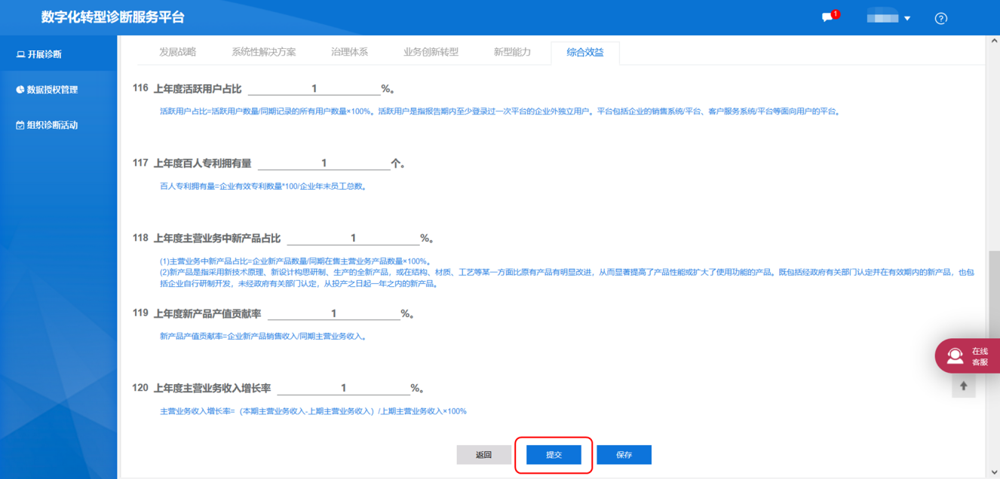 数字化转型诊断服务平台
1
?
开展诊断
数据授权管理
组织诊断活动
发展战略 系统性解决方案 治理体系 业务创新转型 新型能力 综合效益
116 上年度活跃用户占比 1 %。
活跃用户占比=活跃用户数量/同期记录的所有用户数量×100%。活跃用户是指报告期内至少登录过一次平台的企业外独立用户。平台包括企业的销售系统/平台、客户服务系统/平台等面向用户的平台。
117 上年度百人专利拥有量 1 个。
百人专利拥有量=企业有效专利数量*100/企业年末员工总数。
118 上年度主营业务中新产品占比 1 %。
(1)主营业务中新产品占比=企业新产品数量/同期在售主营业务产品数量×100%。
(2)新产品是指采用新技术原理、新设计构思研制、生产的全新产品，或在结构、材质、工艺等某一方面比原有产品有明显改进，从而显著提高了产品性能或扩大了使用功能的产品。既包括经政府有关部门认定并在有效期内的新产品，也包
括企业自行研制开发，未经政府有关部门认定，从投产之日起一年之内的新产品。
119 上年度新产品产值贡献率 1 %。
新产品产值贡献率=企业新产品销售收入/同期主营业务收入。
在线
客服
120 上年度主营业务收入增长率 1 %。
主营业务收入增长率=（本期主营业务收入-上期主营业务收入）/上期主营业务收入×100%
返回 提交 保存